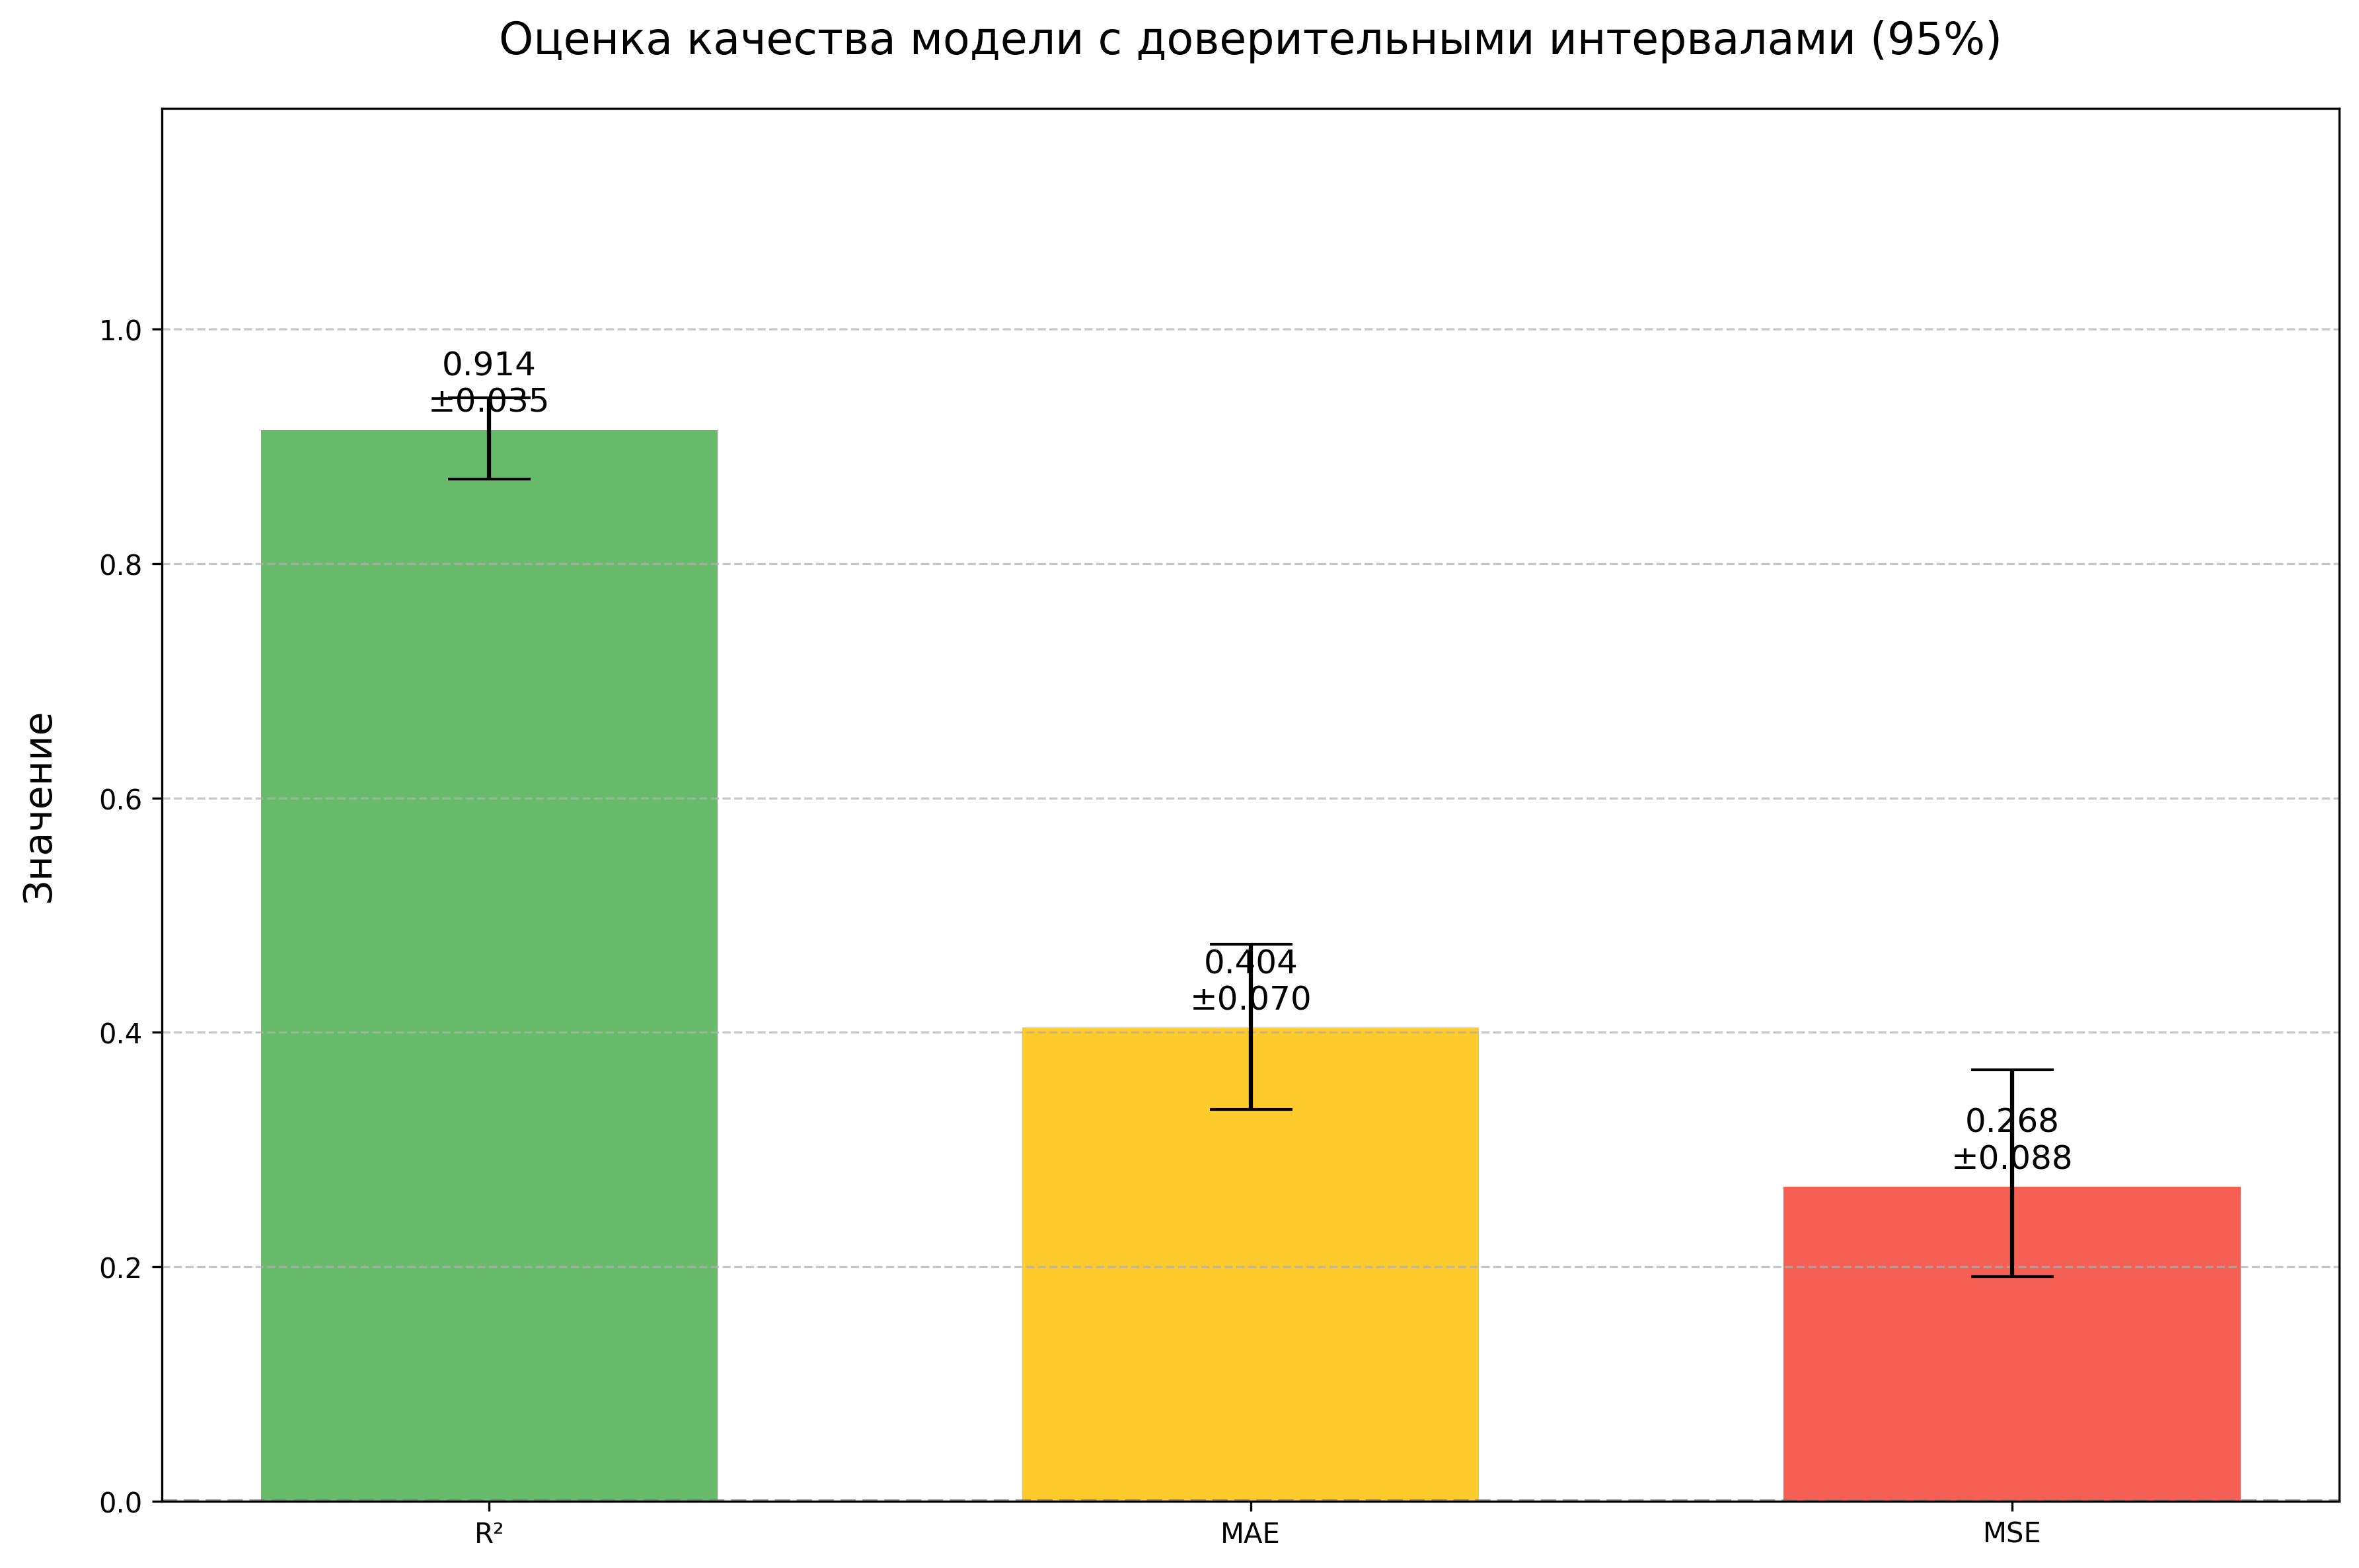 Оценка качества модели с доверительными интервалами (95%)
Значение
1.0
0.8
0.6
0.4
0.2
0.0
0.914
±0.035
0.404
±0.070
0.268
±0.088
R²
MAE
MSE